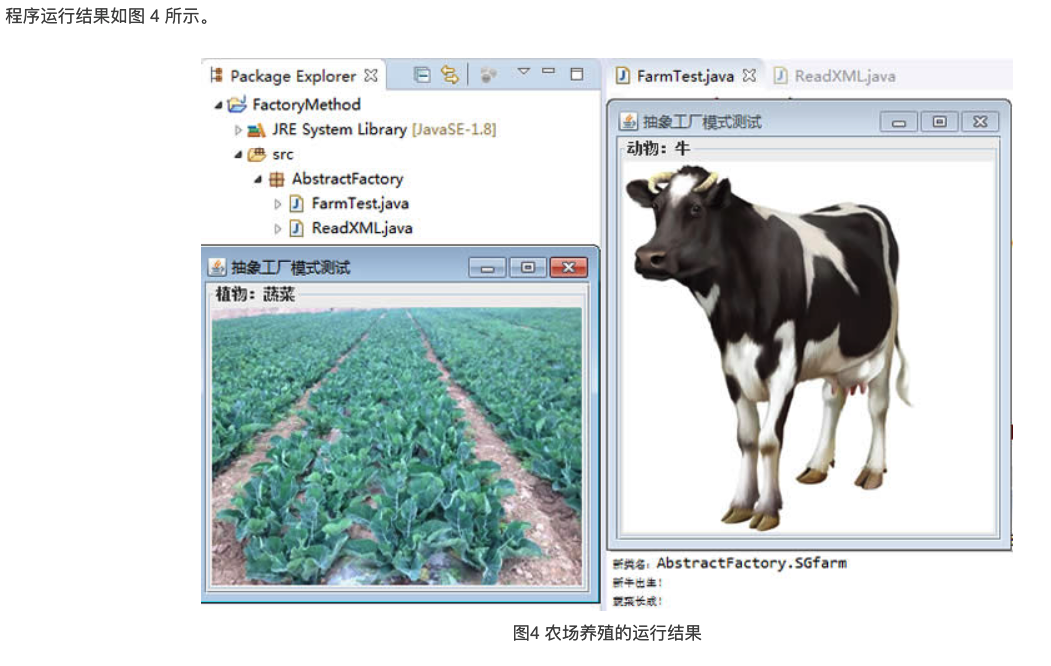 程序运行结果如图 4 所示。
Package Explorer
FarmTest.java
ReadXML.java
FactoryMethod
JRE System Library [JavaSE-1.8]
src
AbstractFactory
FarmTest.java
ReadXML.java
抽象工厂模式测试
动物：牛
抽象工厂模式测试
植物：蔬菜
新类名：AbstractFactory.SGfarm
新牛出生！
蔬菜长成！
图4 农场养殖的运行结果